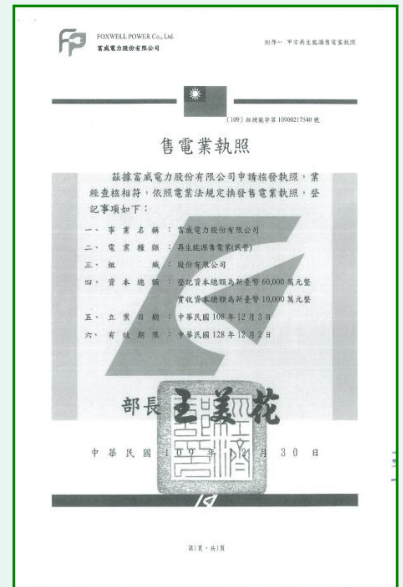 FOXWELL POWER Co., Ltd.
富威電力股份有限公司
附件一 甲方再生能源售電業執照
(109) 經授能字第 10900217540 號
售電業執照
茲據富威電力股份有限公司申請核發執照,業
經查核相符,依照電業法規定換發售電業執照,登
記事項如下:
一、事業名稱:富威電力股份有限公司
二、電業種類:再生能源售電業(民營)
三、組織:股份有限公司
四、資本總額:登記資本總額為新臺幣 60,000 萬元整
實收資本總額為新臺幣 10,000 萬元整
五、立案日期:中華民國 108 年 12 月 3 日
六、有效期限:中華民國 128 年 12 月 2 日
部長 王美花
中華民國 109 年 12 月 30 日
第1頁,共1頁